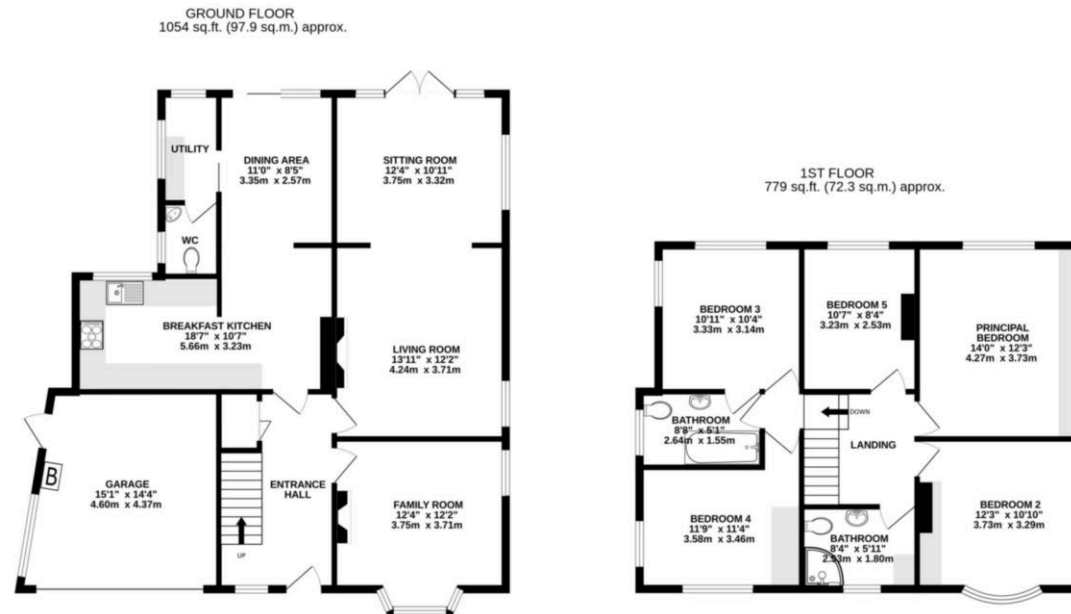 GROUND FLOOR
1054 sq.ft. (97.9 sq.m.) approx.
UTILITY
DINING AREA
11'0" x 8'5"
3.35m x 2.57m
SITTING ROOM
12'4" x 10'11"
3.75m x 3.32m
WC
BREAKFAST KITCHEN
18'7" x 10'7"
5.66m x 3.23m
LIVING ROOM
13'11" x 12'2"
4.24m x 3.71m
B
GARAGE
15'1" x 14'4"
4.60m x 4.37m
ENTRANCE
HALL
UP
FAMILY ROOM
12'4" x 12'2"
3.75m x 3.71m
1ST FLOOR
779 sq.ft. (72.3 sq.m.) approx.
BEDROOM 3
10'11" x 10'4"
3.33m x 3.14m
BEDROOM 5
10'7" x 8'4"
3.23m x 2.53m
PRINCIPAL
BEDROOM
14'0" x 12'3"
4.27m x 3.73m
BATHROOM
8'8" x 5'1"
2.64m x 1.55m
DOWN
LANDING
BEDROOM 4
11'9" x 11'4"
3.58m x 3.46m
BATHROOM
8'4" x 5'11"
2.53m x 1.80m
BEDROOM 2
12'3" x 10'10"
3.73m x 3.29m